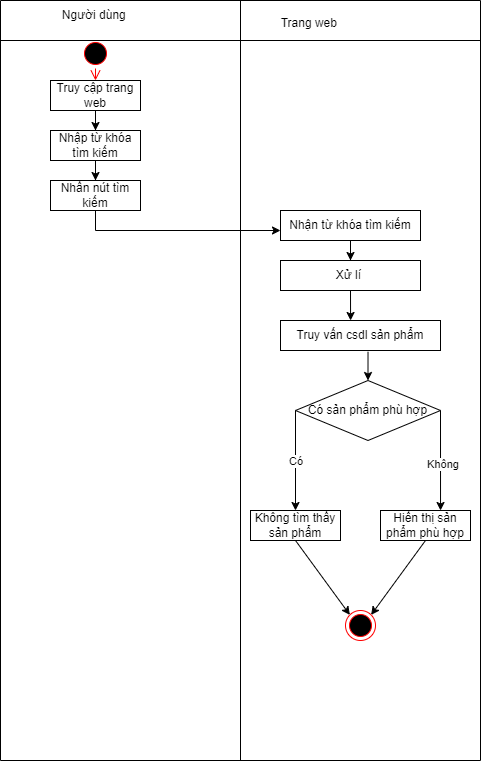 Người dùng
Trang web
Truy cập trang
web
Nhập từ khóa
tìm kiếm
Nhấn nút tìm
kiếm
Nhận từ khóa tìm kiếm
Xử lí
Truy vấn csdl sản phẩm
Có sản phẩm phù hợp
Có
Không
Không tìm thấy
sản phẩm
Hiển thị sản
phẩm phù hợp